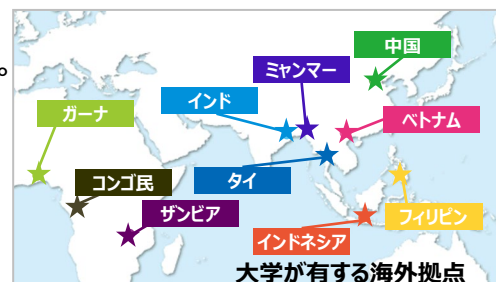 。
中国
ミャンマー
インド
ガーナ
ベトナム
コンゴ民
タイ
ザンビア
フィリピン
インドネシア
大学が有する海外拠点